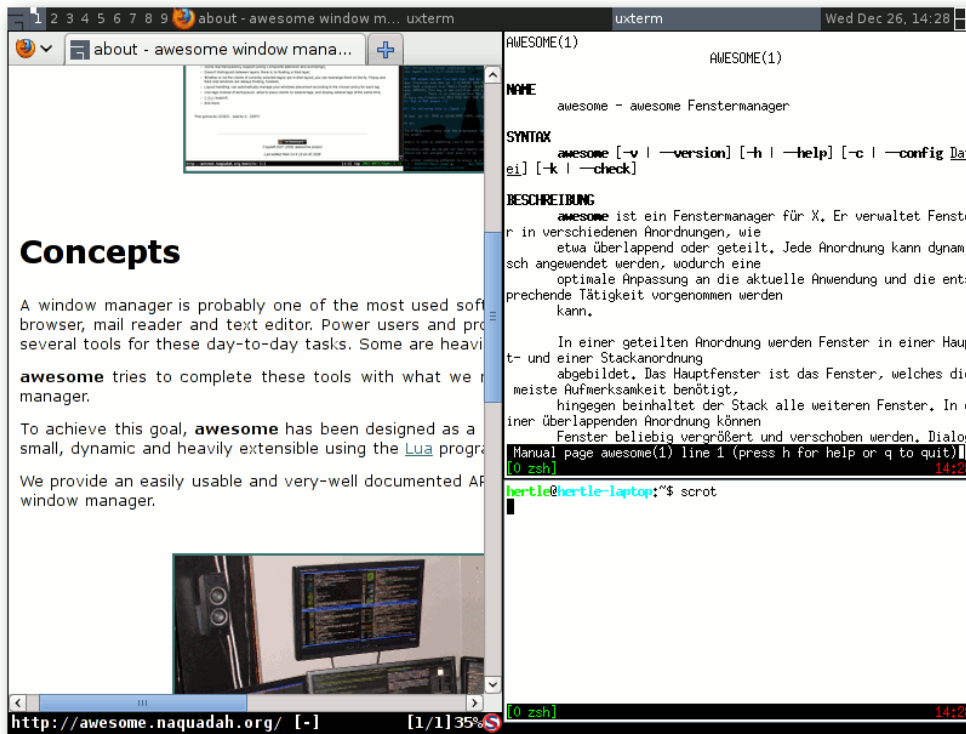 1 2 3 4 5 6 7 8 9 about - awesome window m... uxterm uxterm Wed Dec 26, 14:28
about - awesome window mana...
Concepts
A window manager is probably one of the most used soft
browser, mail reader and text editor. Power users and pro
several tools for these day-to-day tasks. Some are heavi
awesome tries to complete these tools with what we
manager.
To achieve this goal, awesome has been designed as a
small, dynamic and heavily extensible using the Lua progra
We provide an easily usable and very-well documented AP
window manager.
http://awesome.naquadah.org/ [-] [1/1]35%
AWESOME(1)
AWESOME(1)
NAME
awesome - awesome Fenstermanager
SYNTAX
awesome [-v | --version] [-h | --help] [-c | --config Dat
ei] [-k | --check]
BESCHREIBUNG
awesome ist ein Fenstermanager für X. Er verwaltet Fenste
r in verschiedenen Anordnungen, wie
etwa überlappend oder geteilt. Jede Anordnung kann dynam
sch angewendet werden, wodurch eine
optimale Anpassung an die aktuelle Anwendung und die ents
prechende Tätigkeit vorgenommen werden
kann.
In einer geteilten Anordnung werden Fenster in einer Haup
t- und einer Stackanordnung
abgebildet. Das Hauptfenster ist das Fenster, welches die
meiste Aufmerksamkeit benötigt,
hingegen beinhaltet der Stack alle weiteren Fenster. In e
iner überlappenden Anordnung können
Fenster beliebig vergrößert und verschoben werden. Dialog
Manual page awesome(1) line 1 (press h for help or q to quit)
[0 zsh] 14:2
hertle@hertle-laptop:~$ scrot
[0 zsh] 14:2